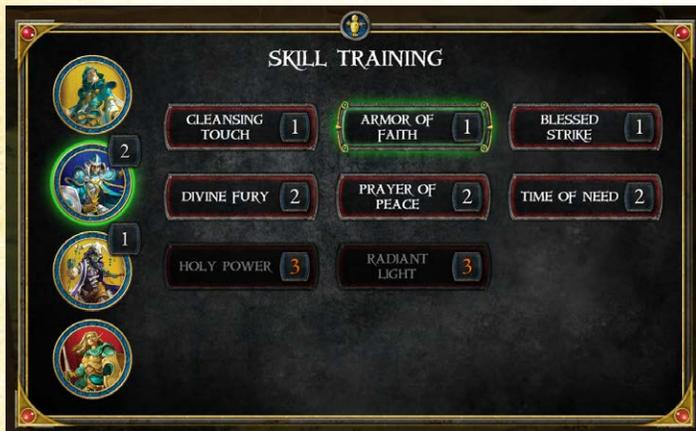 SKILL TRAINING
CLEANSING TOUCH 1
ARMOR OF FAITH 1
BLESSED STRIKE 1
2
DIVINE FURY 2
PRAYER OF PEACE 2
TIME OF NEED 2
1
HOLY POWER 3
RADIANT LIGHT 3